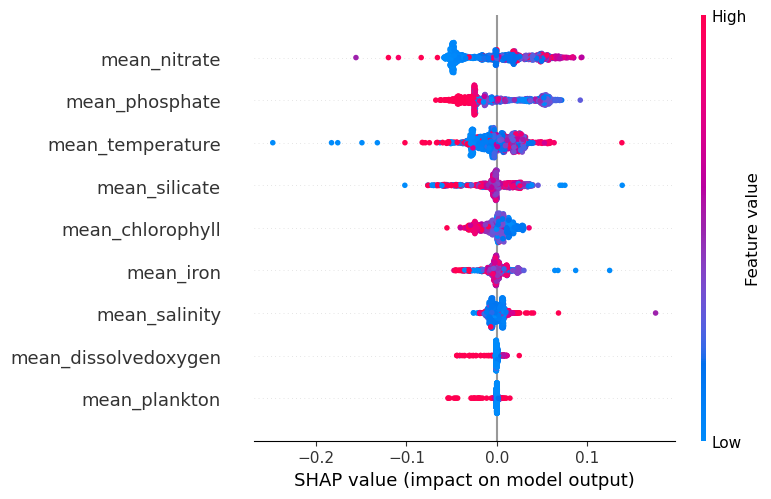 High
mean_nitrate
mean_phosphate
mean_temperature
mean_silicate
mean_chlorophyll
mean_iron
mean_salinity
mean_dissolvedoxygen
mean_plankton
Feature value
Low
−0.2 −0.1 0.0 0.1
SHAP value (impact on model output)